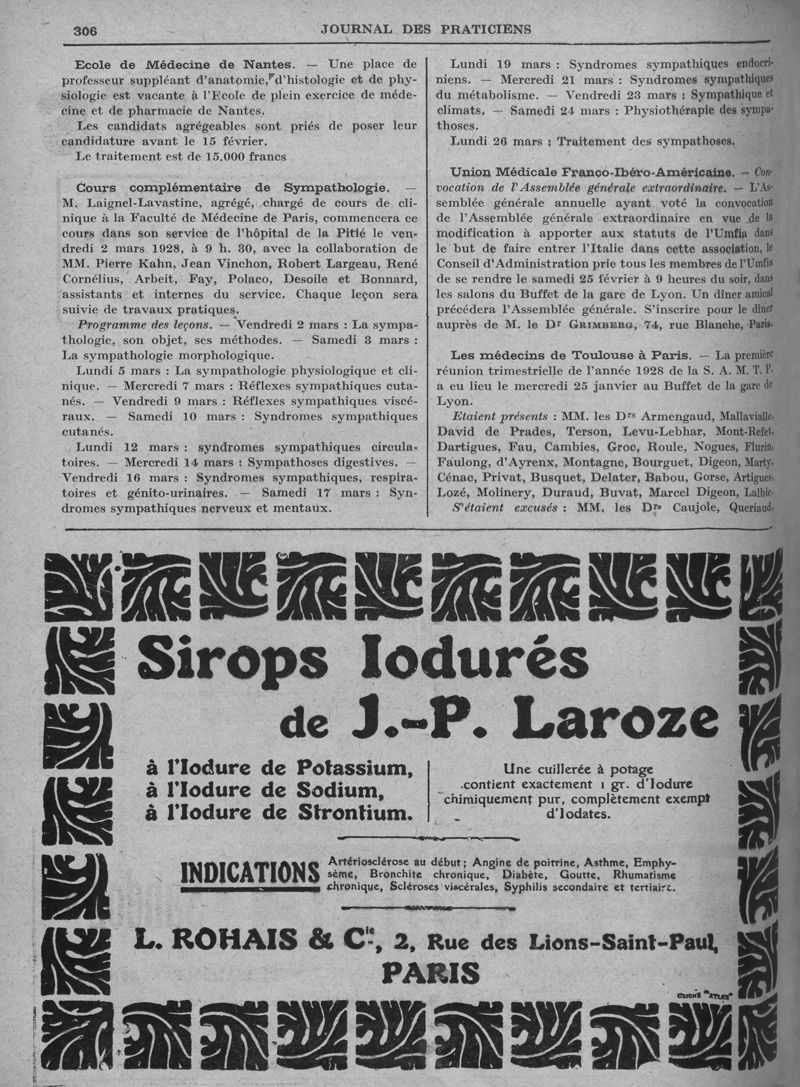 306
JOURNAL DES PRATICIENS
Ecole de Médecine de Nantes. — Une place de
professeur suppléant d'anatomie, d'histologie et de phy-
siologie est vacante à l'Ecole de plein exercice de méde-
cine et de pharmacie de Nantes.
Les candidats agrégeables sont priés de poser leur
candidature avant le 15 février.
Le traitement est de 15.000 francs
Cours complémentaire de Sympathologie. —
M. Laignel-Lavastine, agrégé, chargé de cours de cli-
nique à la Faculté de Médecine de Paris, commencera ce
cours dans son service de l'hôpital de la Pitié le ven-
dredi 2 mars 1928, à 9 h. 30, avec la collaboration de
MM. Pierre Kahn, Jean Vinchon, Robert Largeau, René
Cornélius, Arbeit, Fay, Polaco, Desoile et Bonnard,
assistants et internes du service. Chaque leçon sera
suivie de travaux pratiques.
Programme des leçons. — Vendredi 2 mars : La sympa-
thologie, son objet, ses méthodes. — Samedi 3 mars :
La sympathologie morphologique.
Lundi 5 mars : La sympathologie physiologique et cli-
nique. — Mercredi 7 mars : Réflexes sympathiques cuta-
nés. — Vendredi 9 mars : Réflexes sympathiques viscé-
raux. — Samedi 10 mars : Syndromes sympathiques
cutanés.
Lundi 12 mars : syndromes sympathiques circula-
toires. — Mercredi 14 mars : Sympathoses digestives. —
Vendredi 16 mars : Syndromes sympathiques, respira-
toires et génito-urinaires. — Samedi 17 mars : Syn-
dromes sympathiques nerveux et mentaux.
Lundi 19 mars : Syndromes sympathiques endocri-
niens. — Mercredi 21 mars : Syndromes sympathiques
du métabolisme. — Vendredi 23 mars : Sympathique et
climats. — Samedi 24 mars : Physiothérapie des sympa-
thoses.
Lundi 26 mars : Traitement des sympathoses.
Union Médicale Franco-Ibéro-Américaine. — Con-
vocation de l'Assemblée générale extraordinaire. — L'As-
semblée générale annuelle ayant voté la convocation
de l'Assemblée générale extraordinaire en vue de la
modification à apporter aux statuts de l'Umfia dans
le but de faire entrer l'Italie dans cette association, le
Conseil d'Administration prie tous les membres de l'Umfia
de se rendre le samedi 25 février à 9 heures du soir, dans
les salons du Buffet de la gare de Lyon. Un dîner amical
précédera l'Assemblée générale. S'inscrire pour le dîner
auprès de M. le Dr GRIMBERG, 74, rue Blanche, Paris.
Les médecins de Toulouse à Paris. — La première
réunion trimestrielle de l'année 1928 de la S. A. M. T. P.
a eu lieu le mercredi 25 janvier au Buffet de la gare de
Lyon.
Etaient présents : MM. les Drs Armengaud, Mallavialle,
David de Prades, Terson, Levu-Lebhar, Mont-Refet,
Dartigues, Fau, Cambies, Groc, Roule, Nogues, Flurin,
Faulong, d'Ayrenx, Montagne, Bourguet, Digeon, Marty,
Cénac, Privat, Busquet, Delater, Babou, Gorse, Artigues,
Lozé, Molinery, Duraud, Buvat, Marcel Digeon, Lalbie,
S'étaient excusés : MM. les Drs Caujole, Queriaud,
Sirops Iodurés
de J.-P. Laroze
à l'Iodure de Potassium,
à l'Iodure de Sodium,
à l'Iodure de Strontium.
Une cuillerée à potage
contient exactement 1 gr. d'Iodure
chimiquement pur, complètement exempt
d'Iodates.
INDICATIONS
Artériosclérose au début ; Angine de poitrine, Asthme, Emphy-
sème, Bronchite chronique, Diabète, Goutte, Rhumatisme
chronique, Scléroses viscérales, Syphilis secondaire et tertiaire.
L. ROHAIS & Cie, 2, Rue des Lions-Saint-Paul,
PARIS
CLICHÉ "ATLAS"